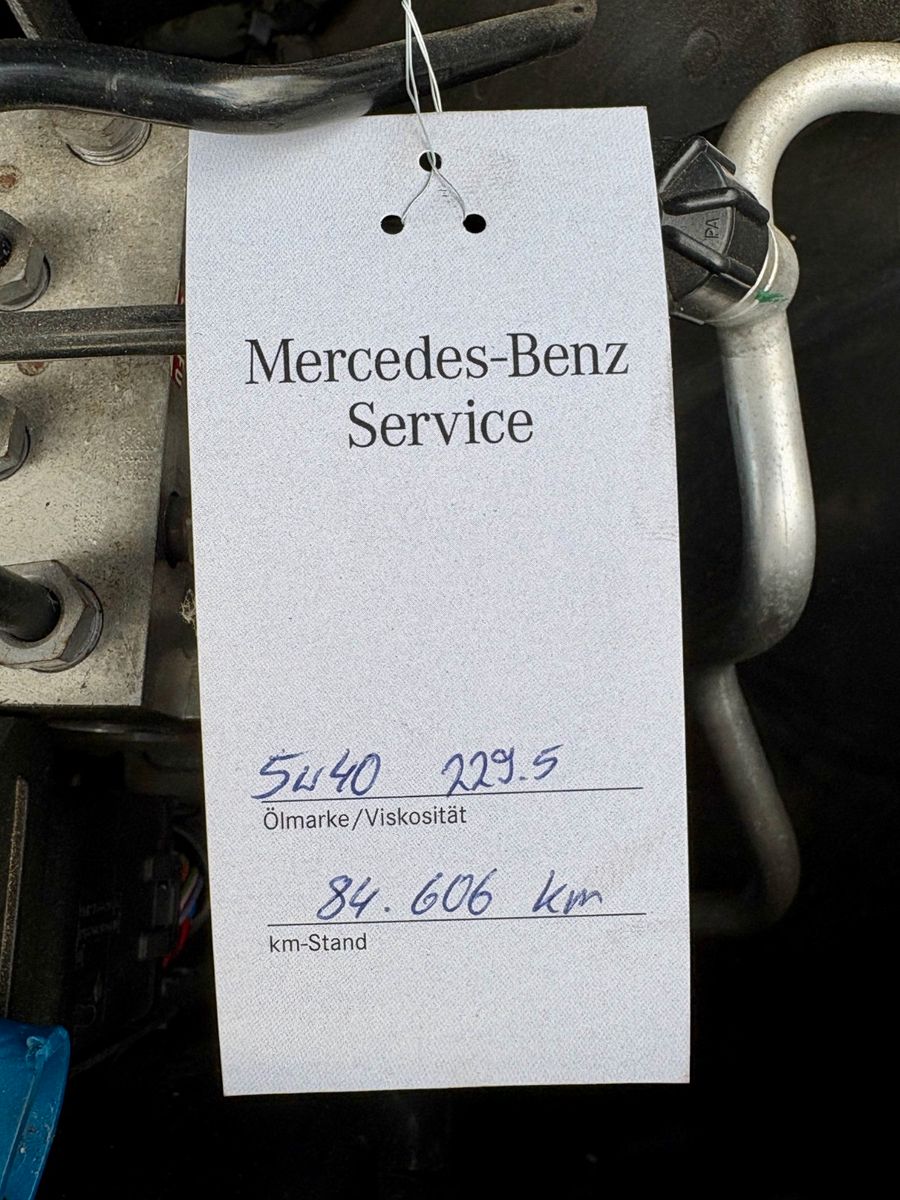 Mercedes-Benz
Service
5w40 229.5
Ölmarke/Viskosität
84.606 km
km-Stand